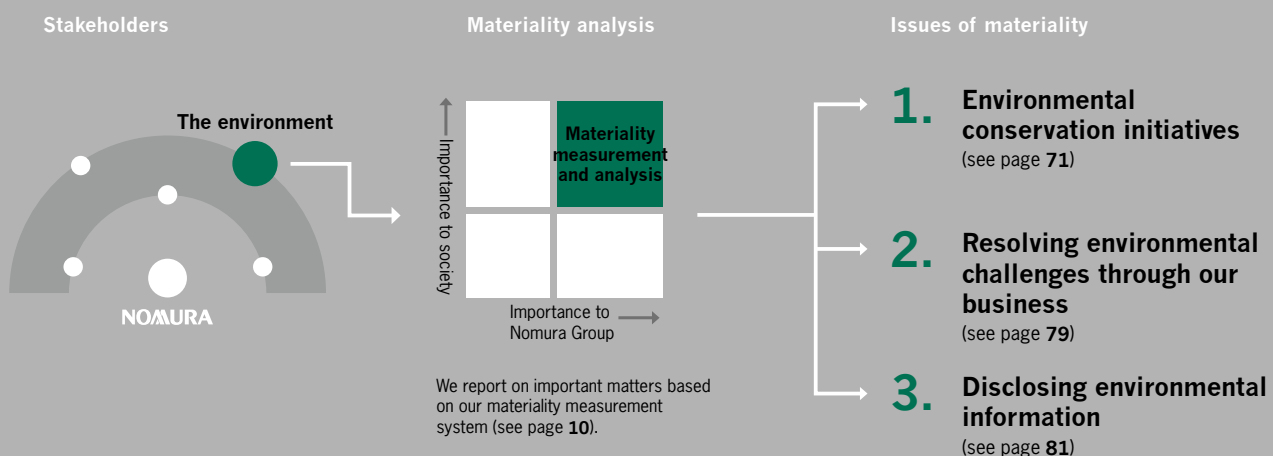 Stakeholders
The environment
NOMURA
Materiality analysis
Importance to society
Materiality
measurement
and analysis
Importance to
Nomura Group
We report on important matters based
on our materiality measurement
system (see page 10).
Issues of materiality
1. Environmental
conservation initiatives
(see page 71)
2. Resolving environmental
challenges through our
business
(see page 79)
3. Disclosing environmental
information
(see page 81)